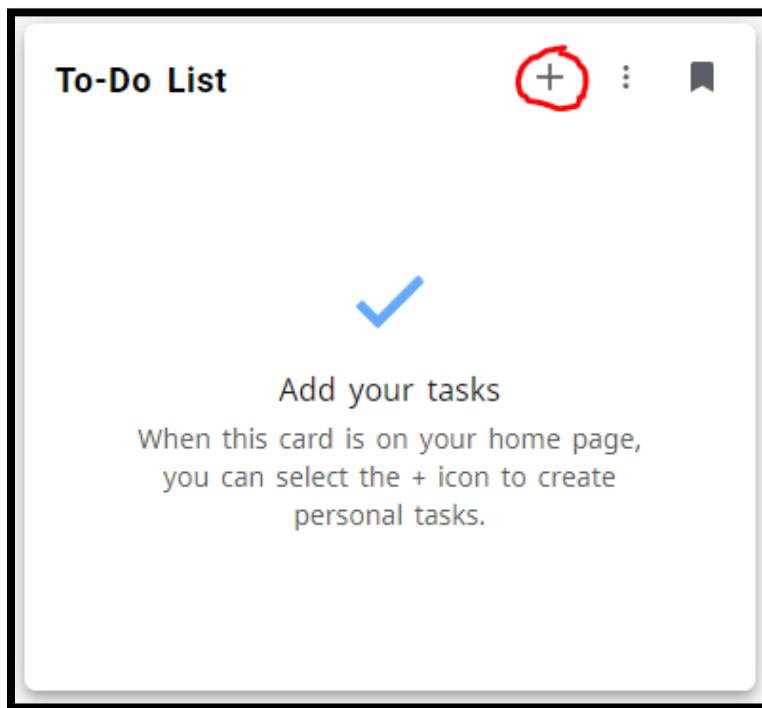 To-Do List
Add your tasks
When this card is on your home page,
you can select the + icon to create
personal tasks.